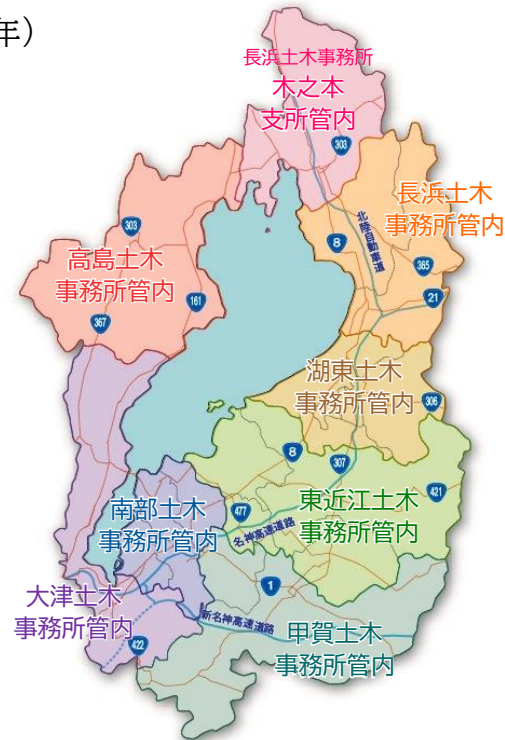 年）
長浜土木事務所
木之本
支所管内
303
長浜土木
事務所管内
8
北陸自動車道
365
21
303
高島土木
事務所管内
161
367
湖東土木
事務所管内
306
8
307
421
477
東近江土木
事務所管内
名神高速道路
南部土木
事務所管内
1
大津土木
事務所管内
新名神高速道路
422
甲賀土木
事務所管内